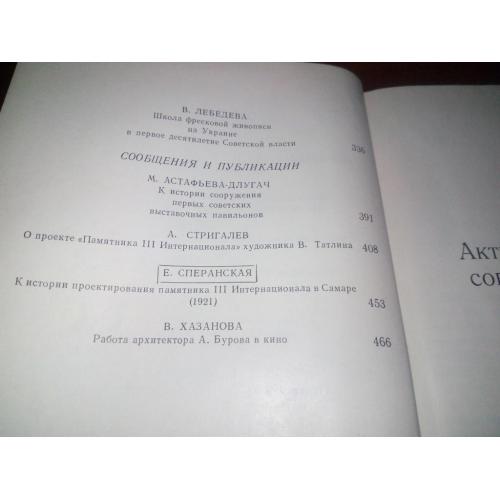 В. ЛЕБЕДЕВА
Школа фресковой живописи
на Украине
в первое десятилетие Советской власти 336
СООБЩЕНИЯ И ПУБЛИКАЦИИ
М. АСТАФЬЕВА-ДЛУГАЧ
К истории сооружения
первых советских
выставочных павильонов 391
А. СТРИГАЛЕВ
О проекте «Памятника III Интернационала» художника В. Татлина 408
Е. СПЕРАНСКАЯ
К истории проектирования памятника III Интернационала в Самаре
(1921) 453
В. ХАЗАНОВА
Работа архитектора А. Бурова в кино 466